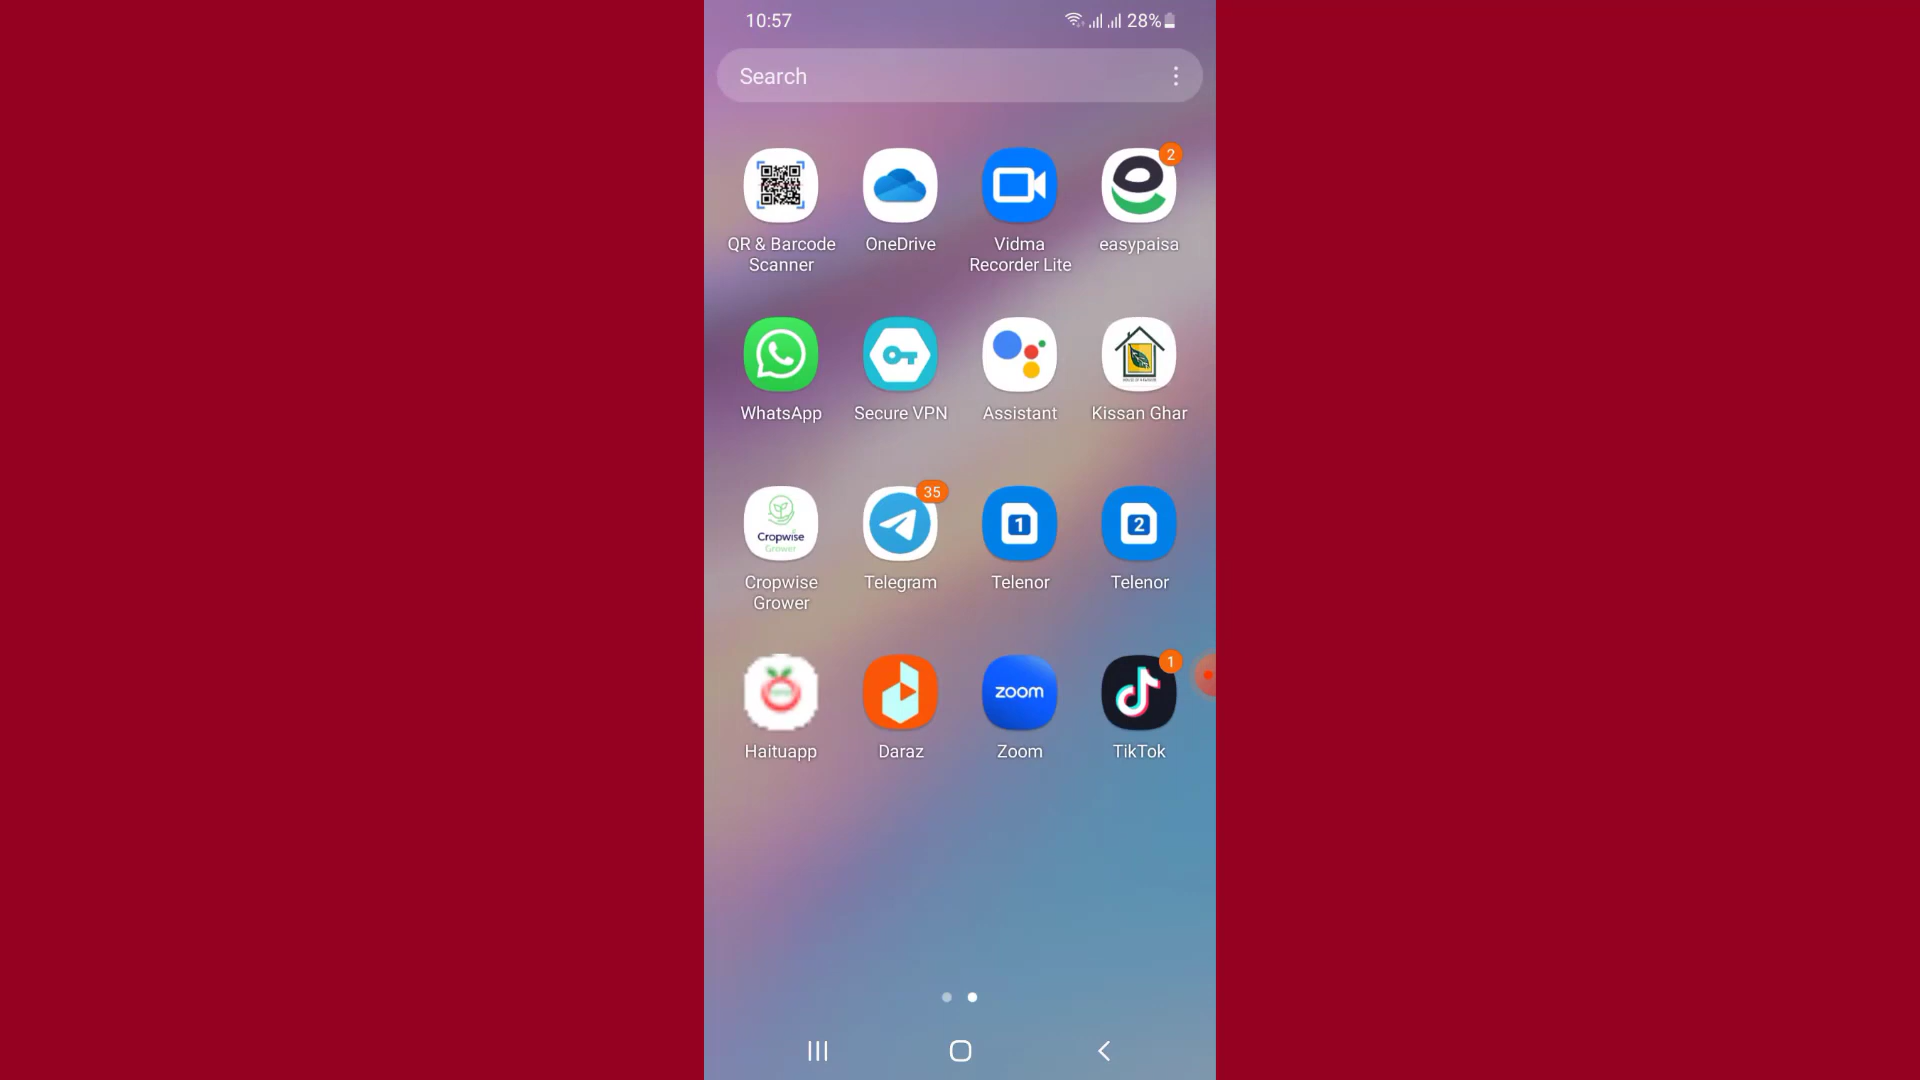 10:57
28%
Search
2
QR & Barcode
Scanner
OneDrive
Vidma
Recorder Lite
easypaisa
WhatsApp
Secure VPN
Assistant
Kissan Ghar
35
1
2
Cropwise
Grower
Cropwise
Grower
Telegram
Telenor
Telenor
1
zoom
Haituapp
Daraz
Zoom
TikTok